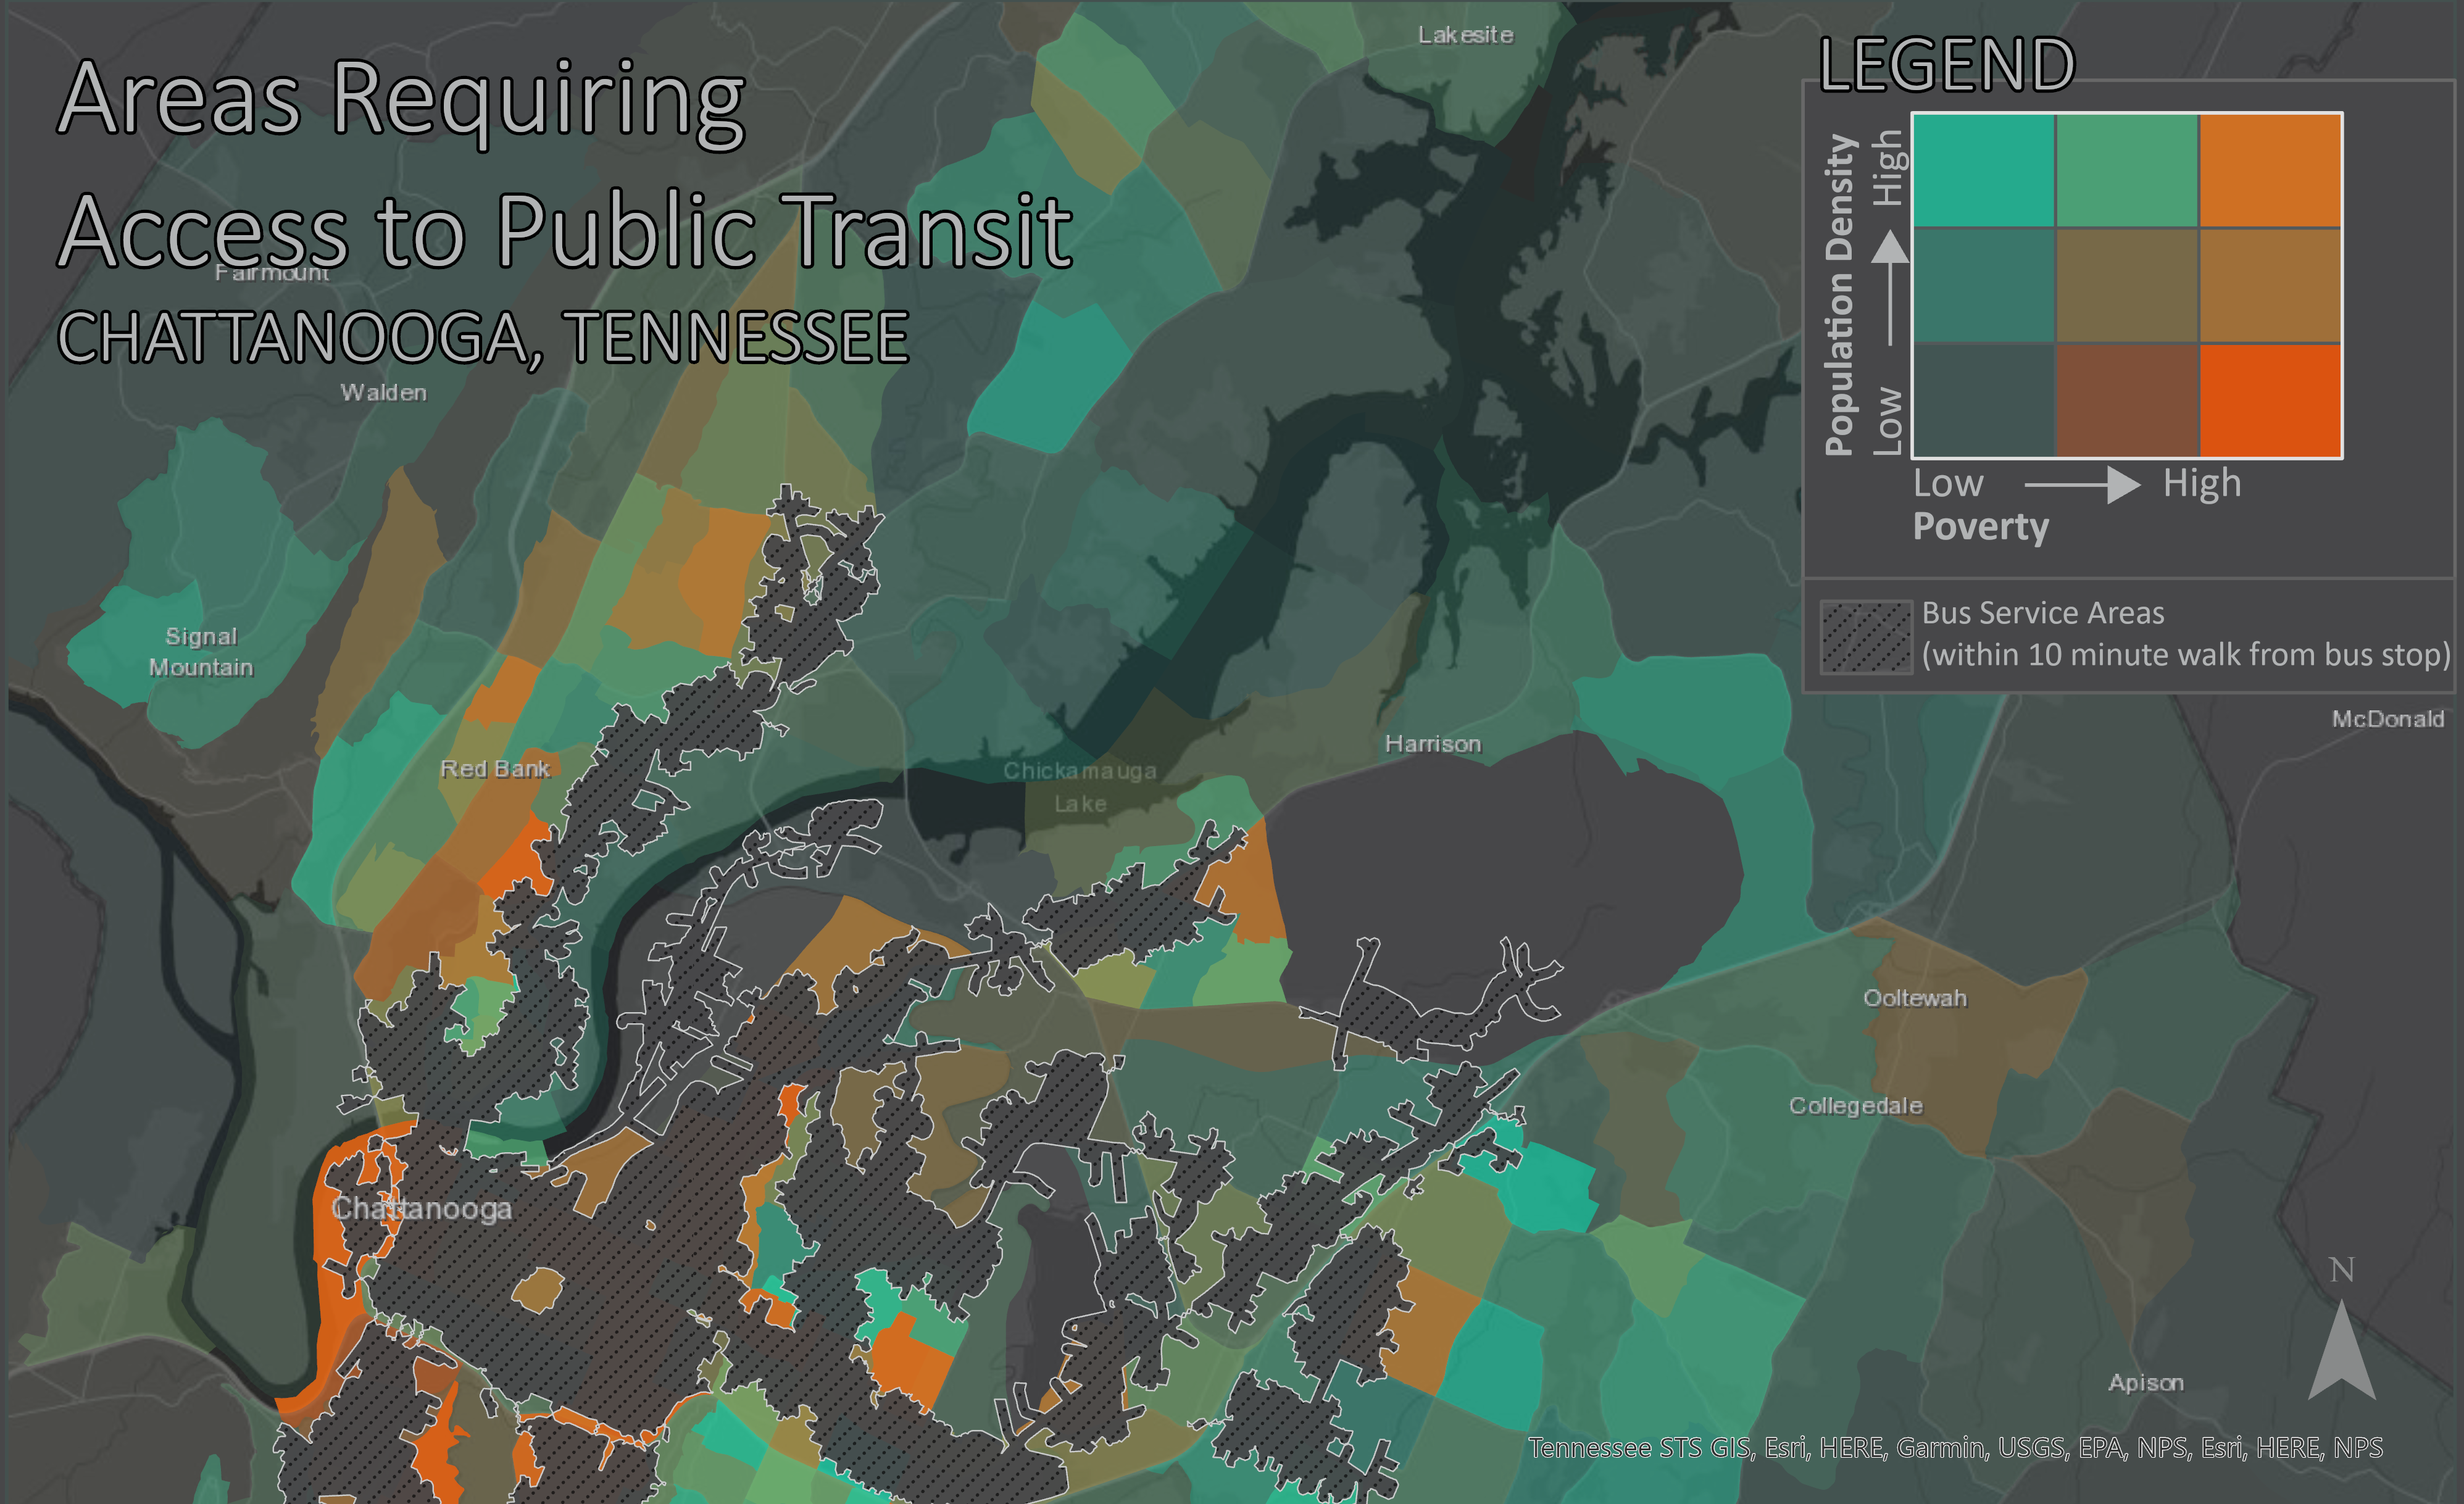 Areas Requiring
Access to Public Transit
CHATTANOOGA, TENNESSEE
LEGEND
Population Density
High
Low
Low
High
Poverty
Bus Service Areas
(within 10 minute walk from bus stop)
Lakesite
Fairmount
Walden
Signal
Mountain
Red Bank
Chickamauga
Lake
Harrison
McDonald
Ooltewah
Collegedale
Chattanooga
Apison
N
Tennessee STS GIS, Esri, HERE, Garmin, USGS, EPA, NPS, Esri, HERE, NPS